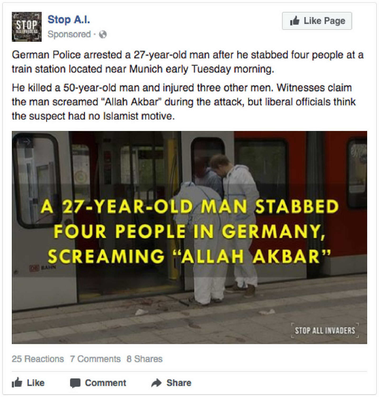 Stop A.I.
Like Page
Sponsored ·
German Police arrested a 27-year-old man after he stabbed four people at a
train station located near Munich early Tuesday morning.
He killed a 50-year-old man and injured three other men. Witnesses claim
the man screamed "Allah Akbar" during the attack, but liberal officials think
the suspect had no Islamist motive.
A 27-YEAR-OLD MAN STABBED
FOUR PEOPLE IN GERMANY,
SCREAMING "ALLAH AKBAR"
STOP ALL INVADERS
25 Reactions 7 Comments 8 Shares
Like Comment Share